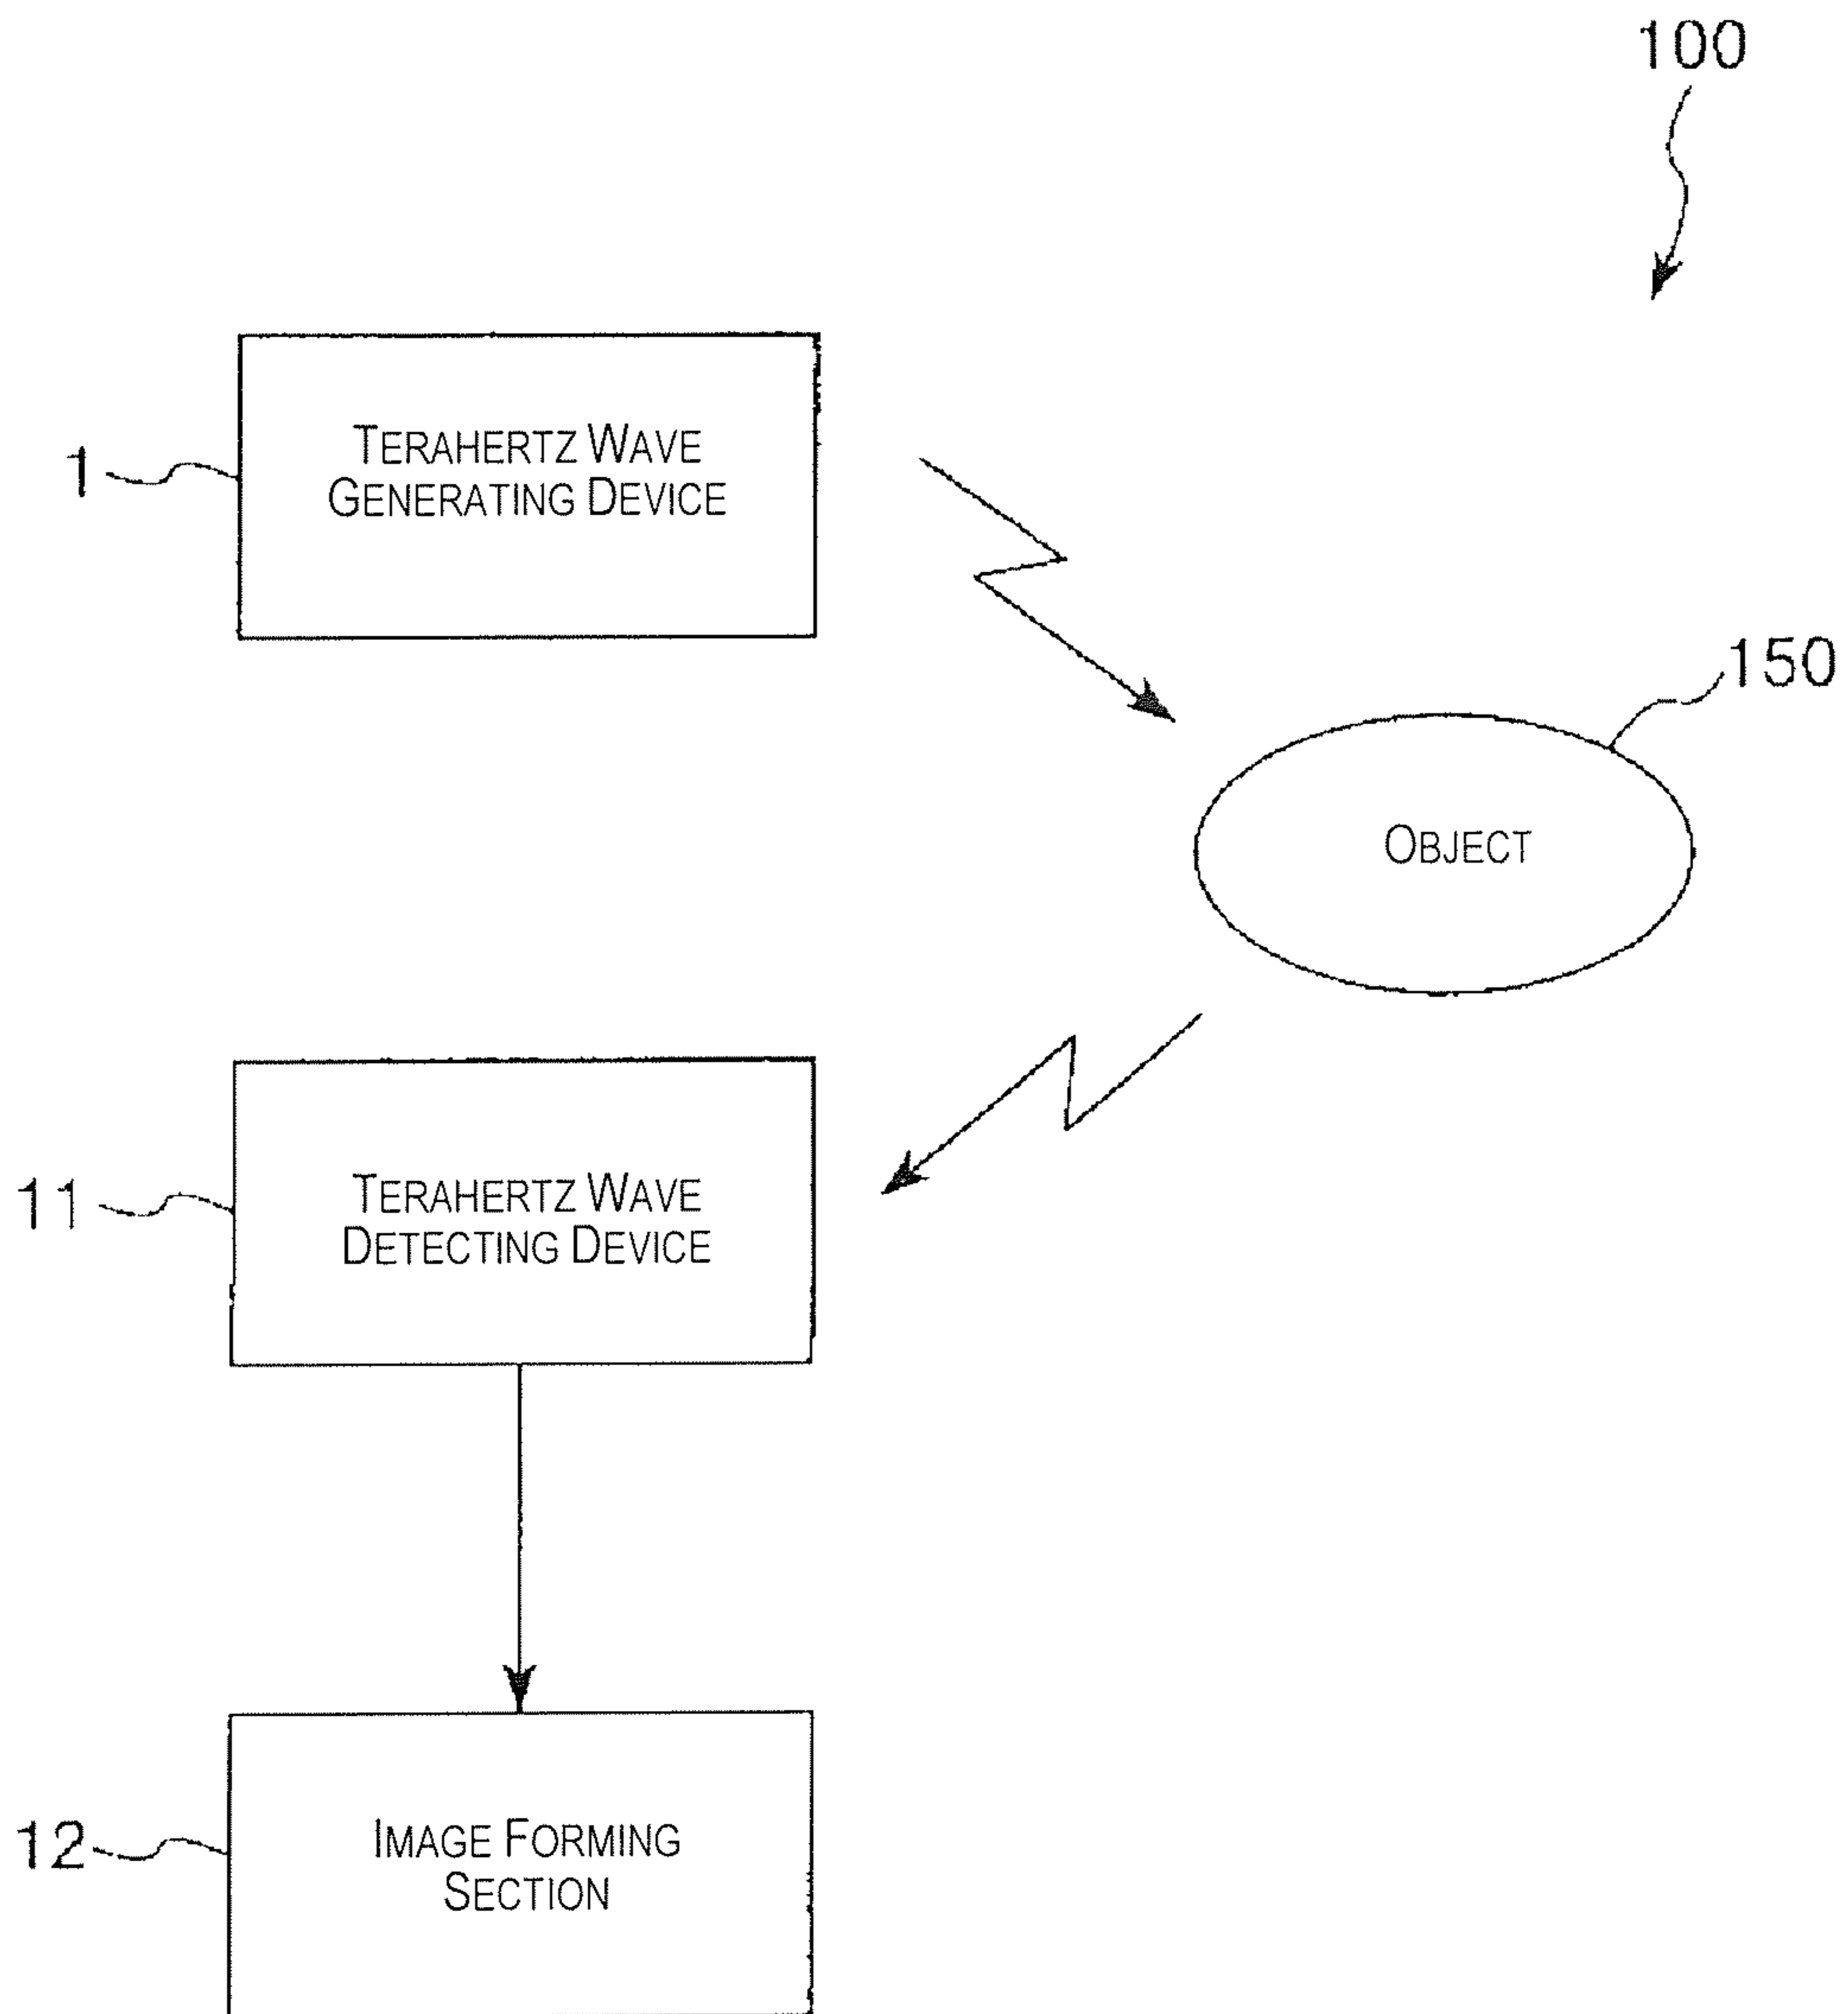 100
1
TERAHERTZ WAVE
GENERATING DEVICE
150
OBJECT
11
TERAHERTZ WAVE
DETECTING DEVICE
12
IMAGE FORMING
SECTION